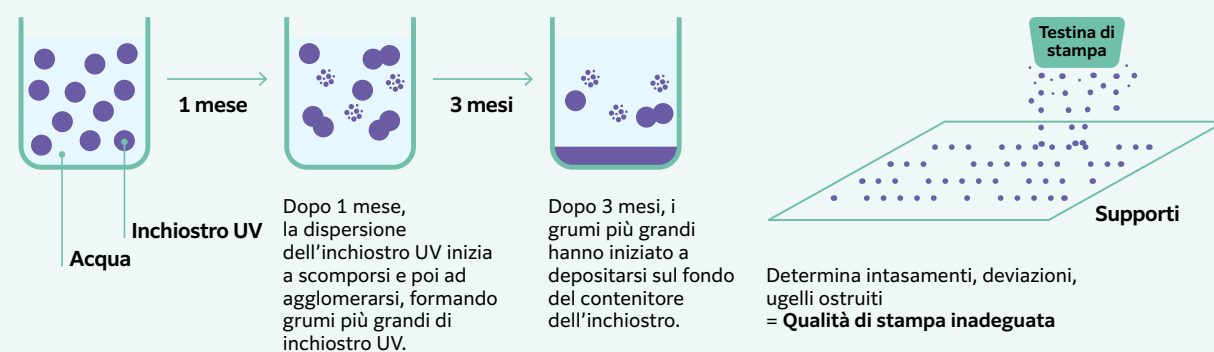 Testina di
stampa
1 mese
3 mesi
Inchiostro UV
Acqua
Dopo 1 mese,
la dispersione
dell’inchiostro UV inizia
a scomporsi e poi ad
agglomerarsi, formando
grumi più grandi di
inchiostro UV.
Dopo 3 mesi, i
grumi più grandi
hanno iniziato a
depositarsi sul fondo
del contenitore
dell’inchiostro.
Supporti
Determina intasamenti, deviazioni,
ugelli ostruiti
= Qualità di stampa inadeguata